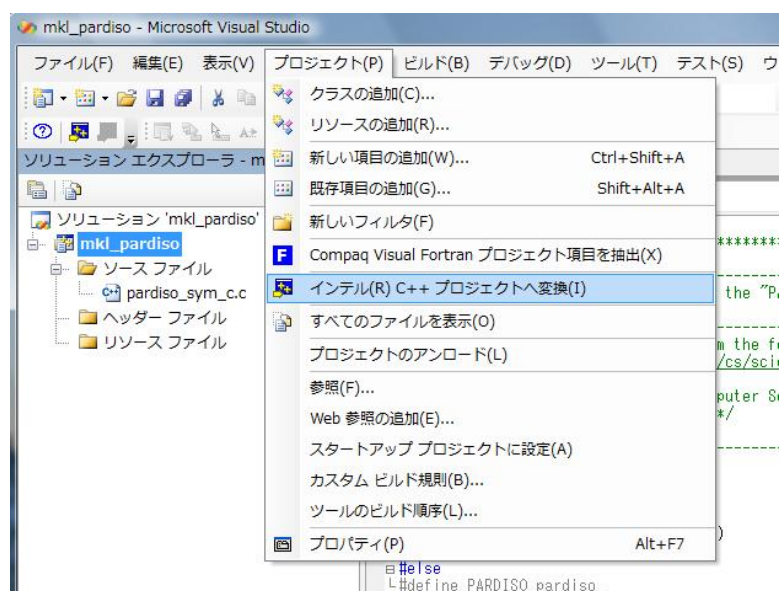 mkl_pardiso - Microsoft Visual Studio
ファイル(F) 編集(E) 表示(V) プロジェクト(P) ビルド(B) デバッグ(D) ツール(T) テスト(S) ウ
ソリューション エクスプローラ - m
ソリューション 'mkl_pardiso'
mkl_pardiso
ソース ファイル
pardiso_sym_c.c
ヘッダー ファイル
リソース ファイル
クラスの追加(C)...
リソースの追加(R)...
新しい項目の追加(W)... Ctrl+Shift+A
既存項目の追加(G)... Shift+Alt+A
新しいフィルタ(F)
Compaq Visual Fortran プロジェクト項目を抽出(X)
インテル(R) C++ プロジェクトへ変換(I)
すべてのファイルを表示(O)
プロジェクトのアンロード(L)
参照(F)...
Web 参照の追加(E)...
スタートアップ プロジェクトに設定(A)
カスタム ビルド規則(B)...
ツールのビルド順序(L)...
プロパティ(P) Alt+F7
********
the "Pa
m the fo
/cs/scie
puter Sc
*/
)
#else
#define PARDISO pardiso